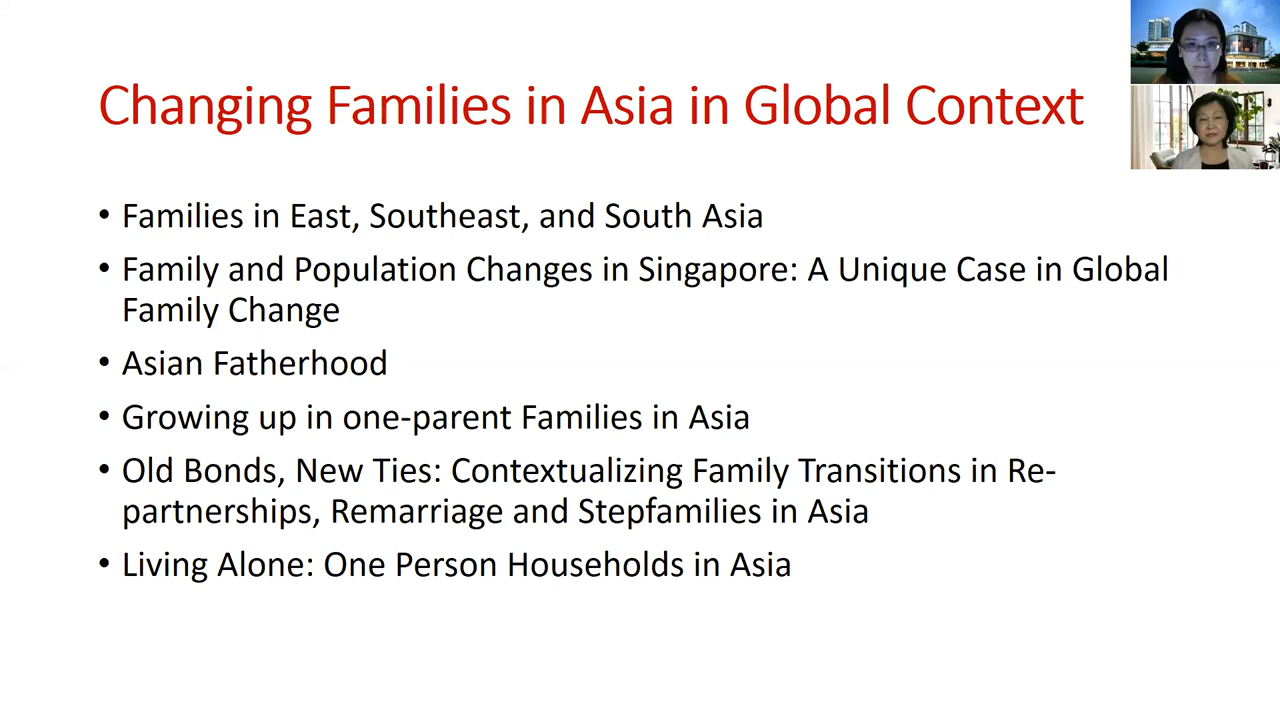 Changing Families in Asia in Global Context
• Families in East, Southeast, and South Asia
• Family and Population Changes in Singapore: A Unique Case in Global
Family Change
• Asian Fatherhood
• Growing up in one-parent Families in Asia
• Old Bonds, New Ties: Contextualizing Family Transitions in Re-
partnerships, Remarriage and Stepfamilies in Asia
• Living Alone: One Person Households in Asia